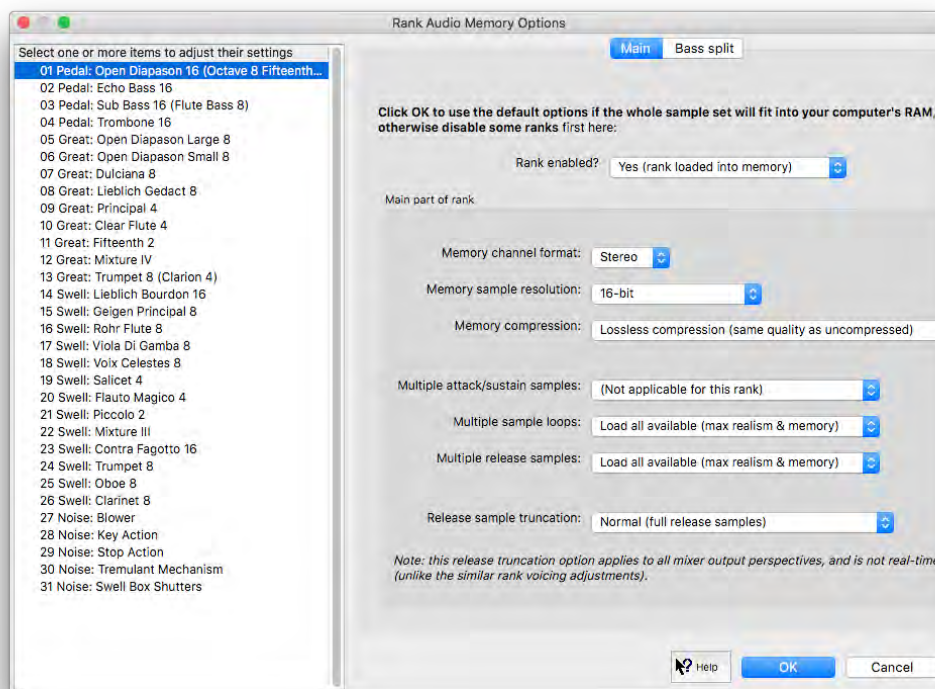 Rank Audio Memory Options
Select one or more items to adjust their settings
01 Pedal: Open Diapason 16 (Octave 8 Fifteenth...
02 Pedal: Echo Bass 16
03 Pedal: Sub Bass 16 (Flute Bass 8)
04 Pedal: Trombone 16
05 Great: Open Diapason Large 8
06 Great: Open Diapason Small 8
07 Great: Dulciana 8
08 Great: Lieblich Gedact 8
09 Great: Principal 4
10 Great: Clear Flute 4
11 Great: Fifteenth 2
12 Great: Mixture IV
13 Great: Trumpet 8 (Clarion 4)
14 Swell: Lieblich Bourdon 16
15 Swell: Geigen Principal 8
16 Swell: Rohr Flute 8
17 Swell: Viola Di Gamba 8
18 Swell: Voix Celestes 8
19 Swell: Salicet 4
20 Swell: Flauto Magico 4
21 Swell: Piccolo 2
22 Swell: Mixture III
23 Swell: Contra Fagotto 16
24 Swell: Trumpet 8
25 Swell: Oboe 8
26 Swell: Clarinet 8
27 Noise: Blower
28 Noise: Key Action
29 Noise: Stop Action
30 Noise: Tremulant Mechanism
31 Noise: Swell Box Shutters
Main Bass split
Click OK to use the default options if the whole sample set will fit into your computer's RAM,
otherwise disable some ranks first here:
Rank enabled? Yes (rank loaded into memory)
Main part of rank
Memory channel format: Stereo
Memory sample resolution: 16-bit
Memory compression: Lossless compression (same quality as uncompressed)
Multiple attack/sustain samples: (Not applicable for this rank)
Multiple sample loops: Load all available (max realism & memory)
Multiple release samples: Load all available (max realism & memory)
Release sample truncation: Normal (full release samples)
Note: this release truncation option applies to all mixer output perspectives, and is not real-time
(unlike the similar rank voicing adjustments).
? Help OK Cancel